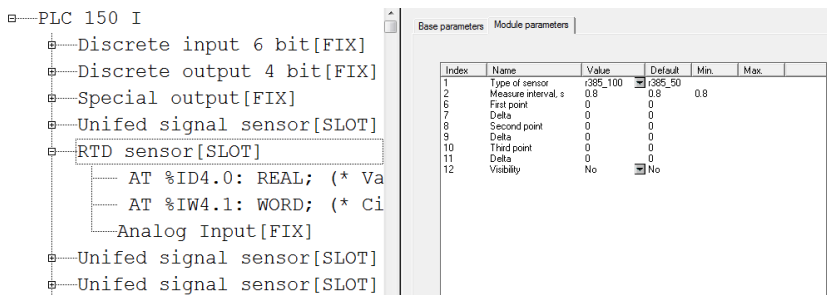 PLC 150 I
Discrete input 6 bit[FIX]
Discrete output 4 bit[FIX]
Special output[FIX]
Unifed signal sensor[SLOT]
RTD sensor[SLOT]
AT %ID4.0: REAL; (* Va
AT %IW4.1: WORD; (* Ci
Analog Input[FIX]
Unifed signal sensor[SLOT]
Unifed signal sensor[SLOT]
Base parameters Module parameters
Index Name Value Default Min. Max.
1 Type of sensor r385_100 r385_50
2 Measure interval, s 0.8 0.8 0.8
6 First point 0 0
7 Delta 0 0
8 Second point 0 0
9 Delta 0 0
10 Third point 0 0
11 Delta 0 0
12 Visibility No No